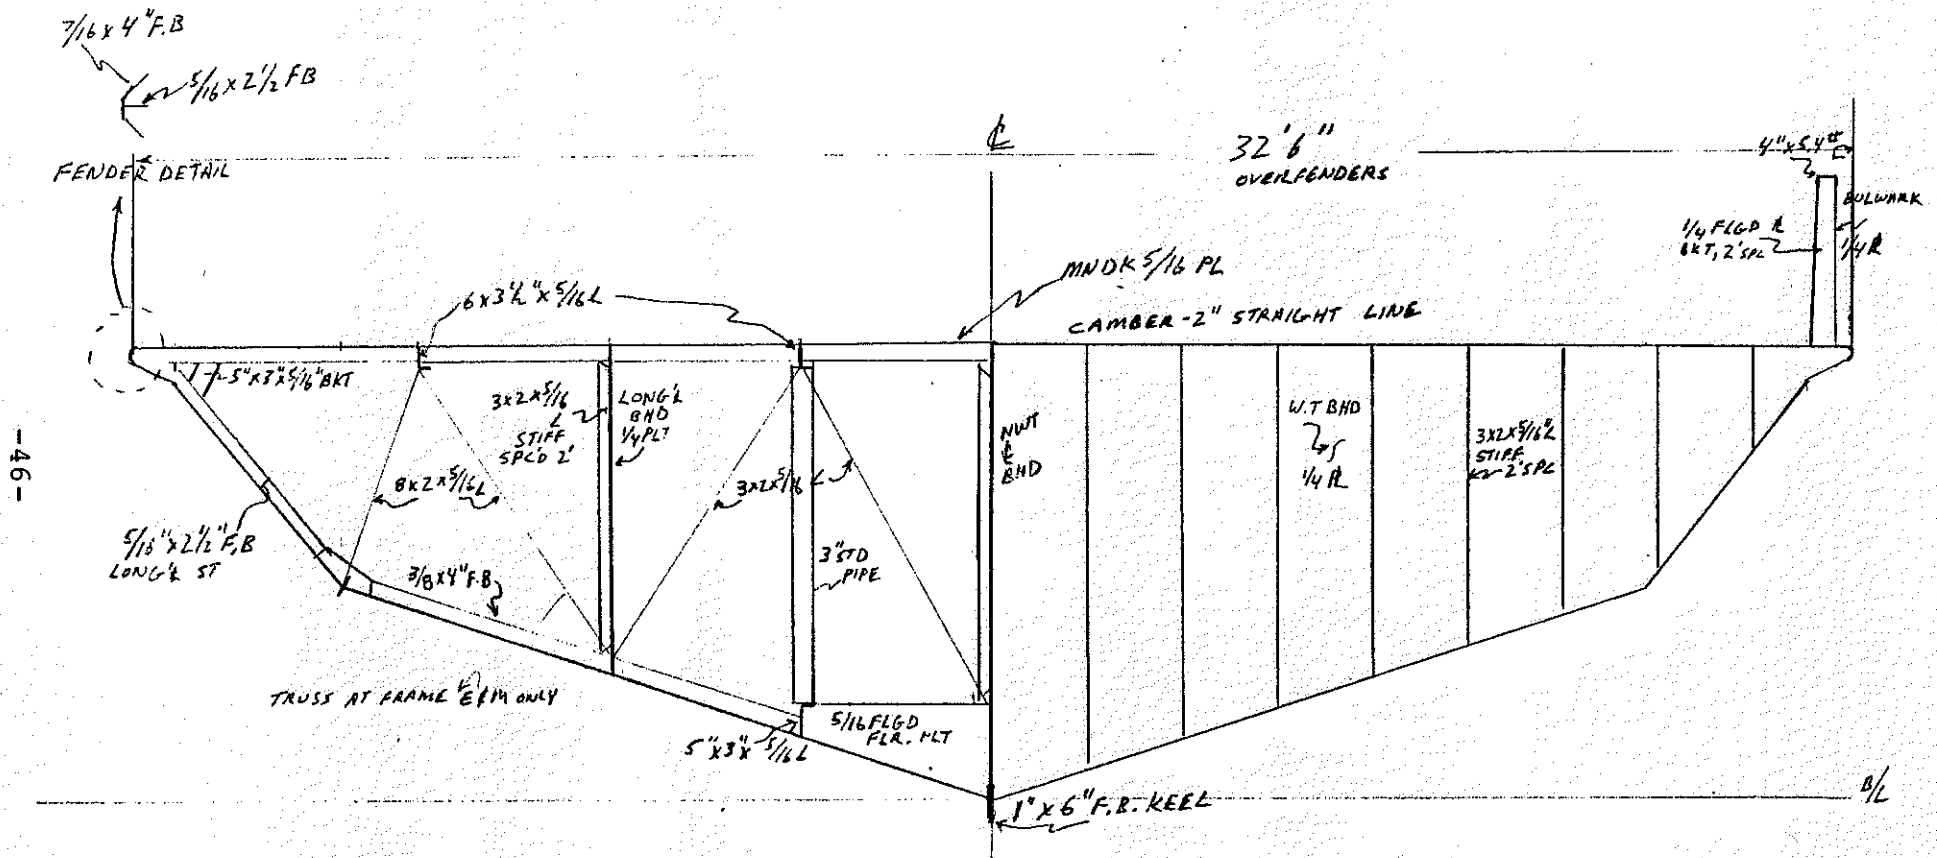 7/16 x 4" F.B
5/16 x 2 1/2 FB
FENDER DETAIL
℄
32'6"
OVER FENDERS
4" x 5.4#
BULWARK
1/4 FLGD PL
BKT, 2' SPC
1/4 PL
MN DK 5/16 PL
6 x 3 1/2" x 5/16 L
CAMBER - 2" STRAIGHT LINE
5" x 3" x 5/16" BKT
3x2x5/16
L
STIFF
SPC'D 2'
LONG'L
BHD
1/4 PLT
NWT
℄
BHD
W.T BHD
1/4 PL
3x2x5/16" L
STIFF
2' SPC
8x2x5/16 L
3x2x5/16 L
5/16" x 2 1/2" F.B
LONG'L ST
3/8 x 4" F.B
3" STD
PIPE
TRUSS AT FRAME ONLY
5" x 3" x 5/16 L
5/16 FLGD
FLR. PLT
1" x 6" F.B. KEEL
B/L
-46-